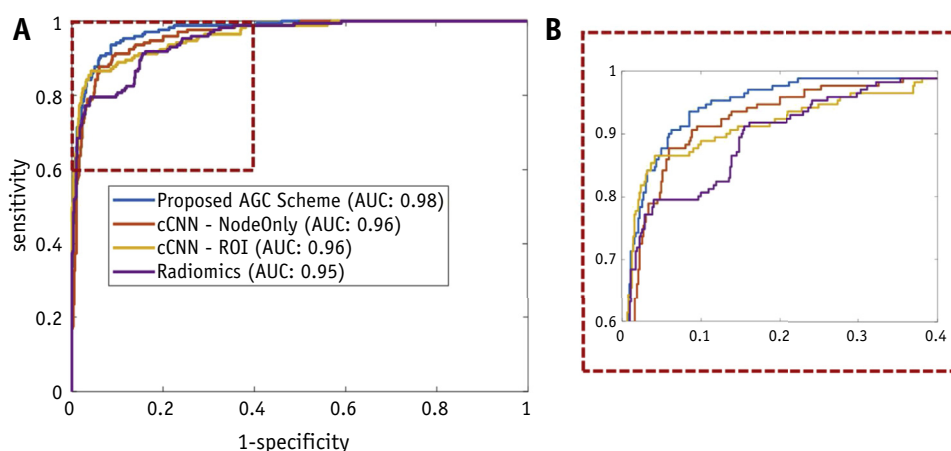 A
1
0.8
0.6
0.4
0.2
0
sensitivity
Proposed AGC Scheme (AUC: 0.98)
cCNN - NodeOnly (AUC: 0.96)
cCNN - ROI (AUC: 0.96)
Radiomics (AUC: 0.95)
0 0.2 0.4 0.6 0.8 1
1-specificity
B
1
0.9
0.8
0.7
0.6
0 0.1 0.2 0.3 0.4